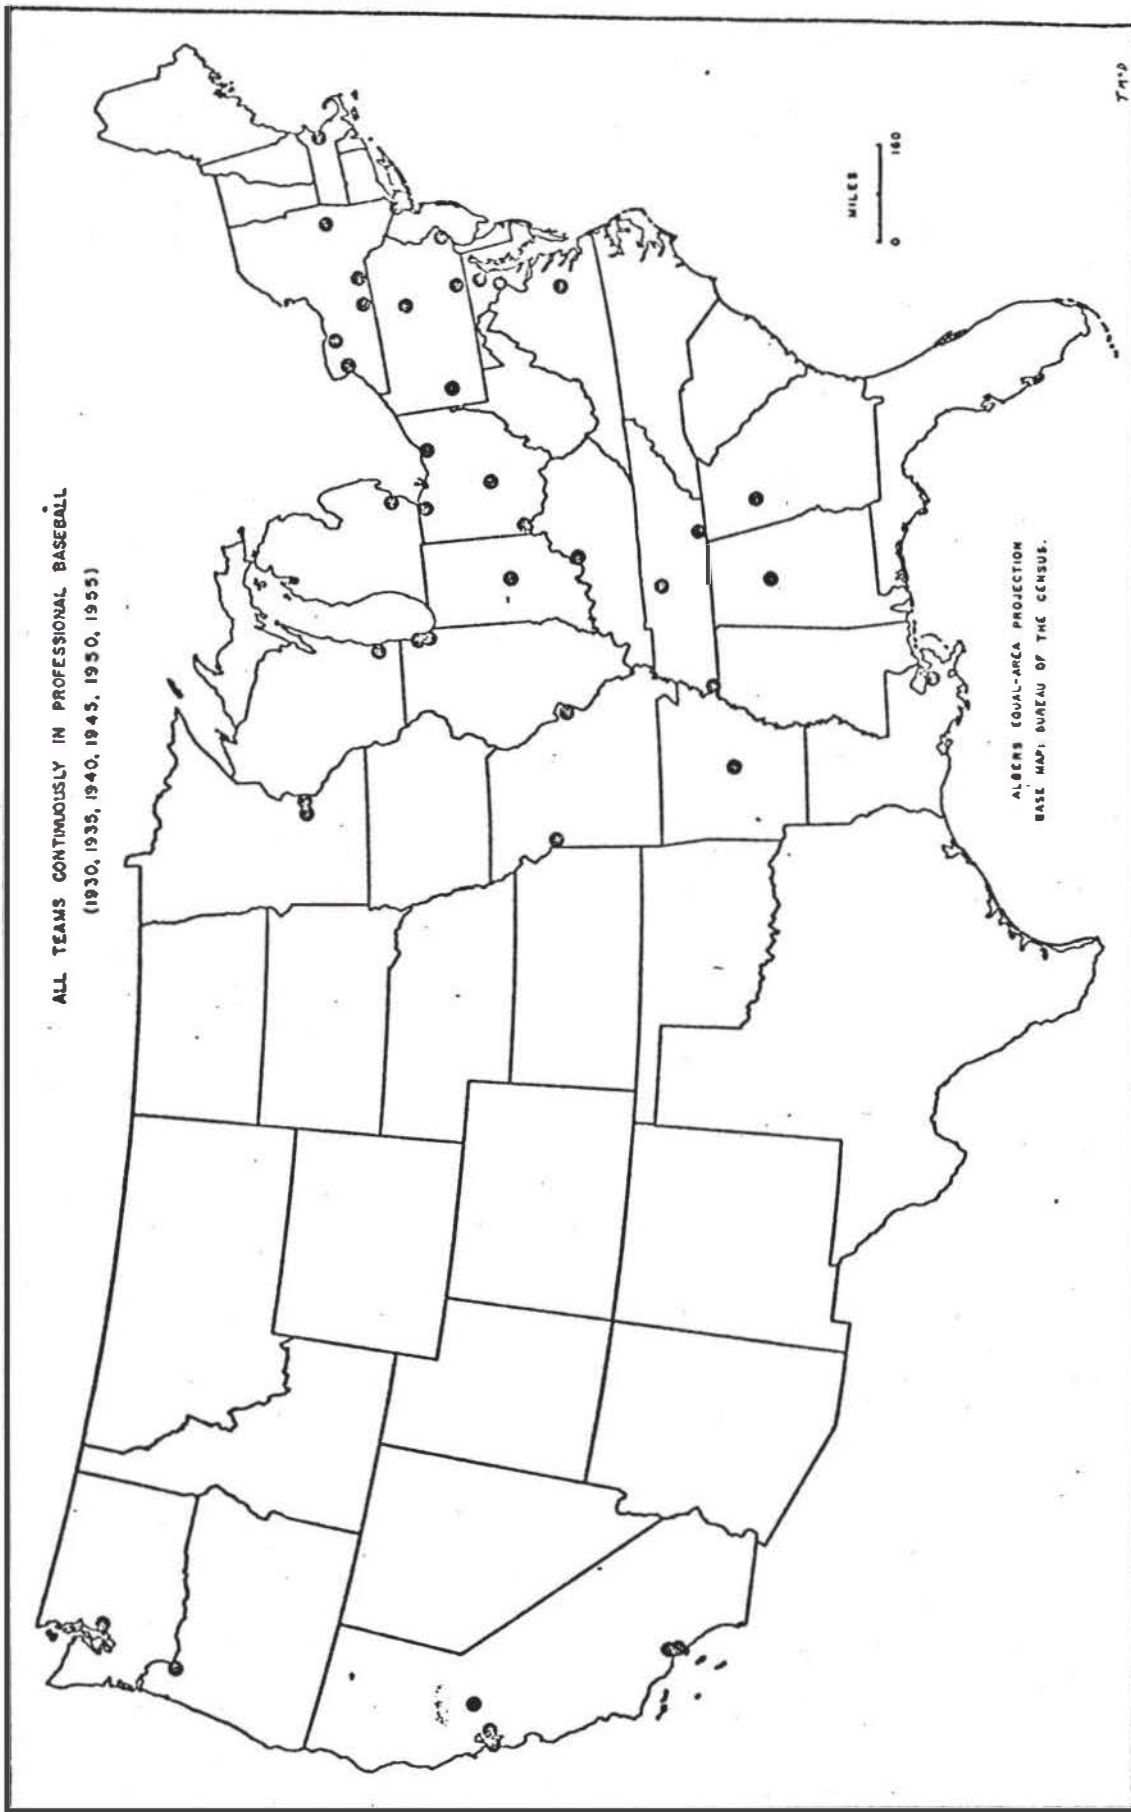 ALL TEAMS CONTINUOUSLY IN PROFESSIONAL BASEBALL
(1930, 1935, 1940, 1945, 1950, 1955)
MILES
0 160
ALBERS EQUAL-AREA PROJECTION
BASE MAP: BUREAU OF THE CENSUS.